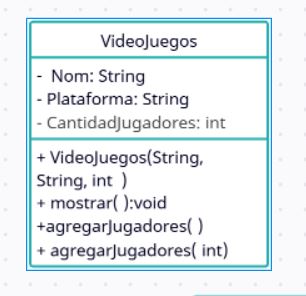 VideoJuegos
- Nom: String
- Plataforma: String
- CantidadJugadores: int
+ VideoJuegos(String,
String, int )
+ mostrar( ):void
+agregarJugadores( )
+ agregarJugadores( int)